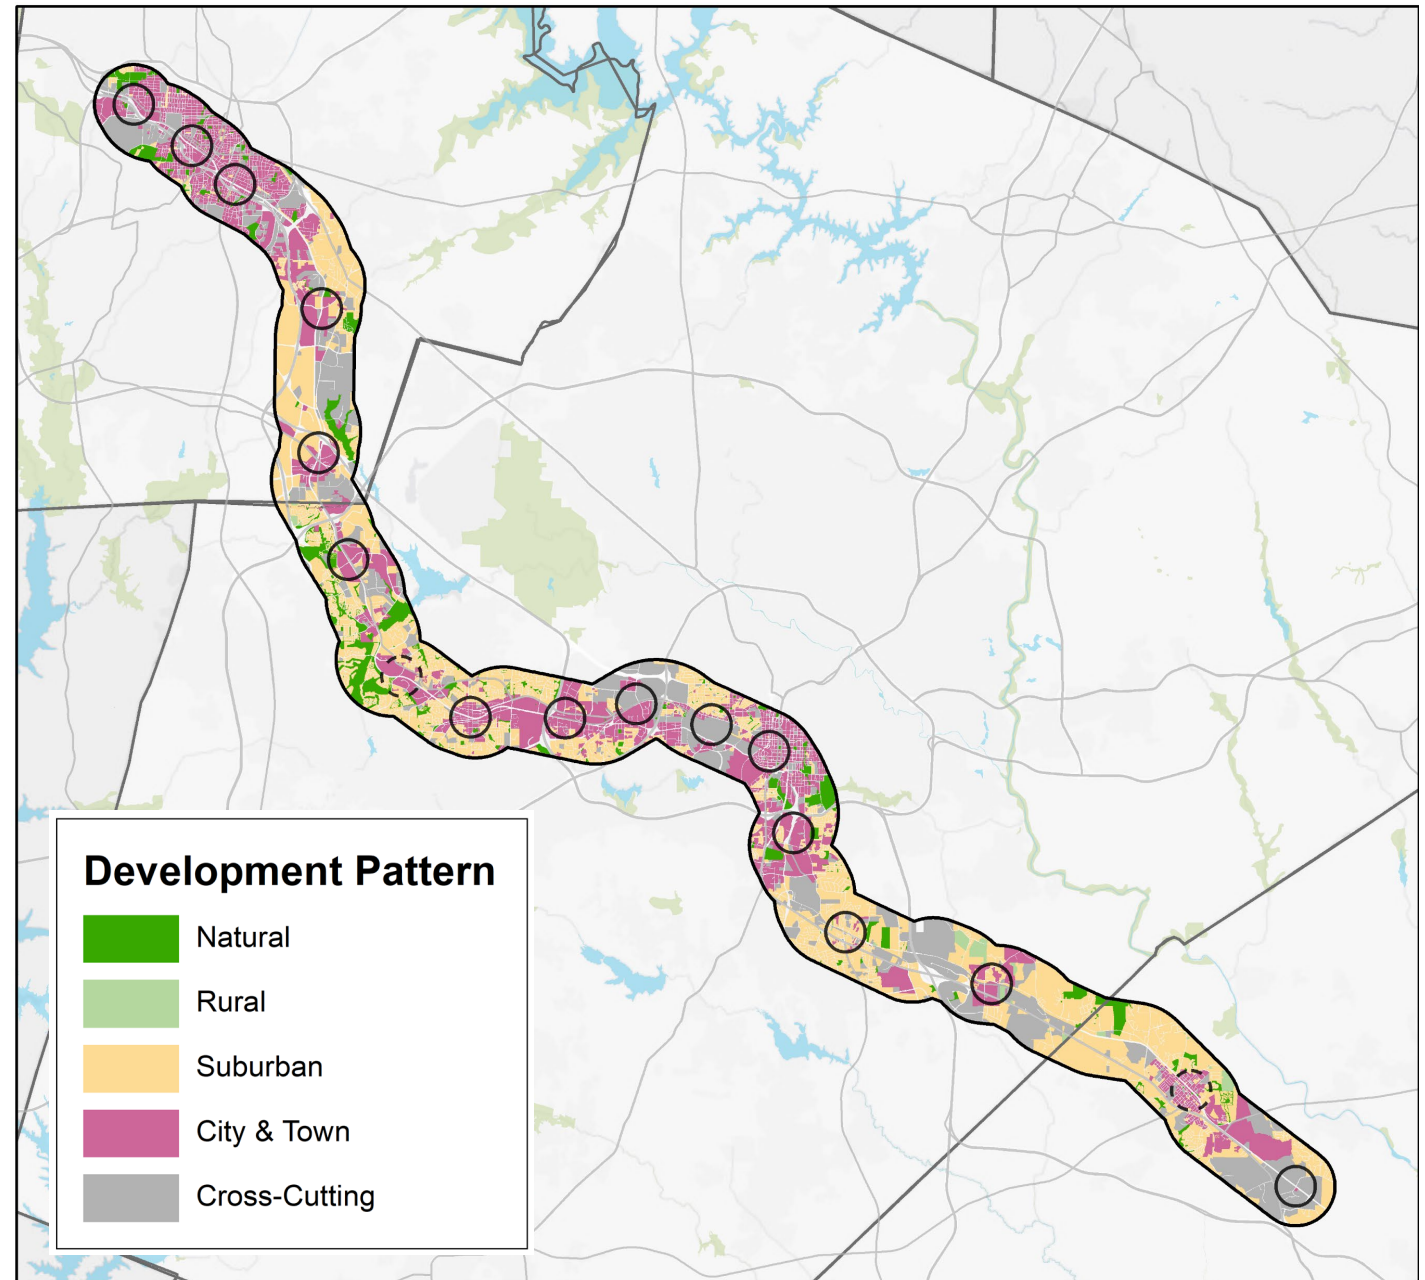 Development Pattern
Natural
Rural
Suburban
City & Town
Cross-Cutting